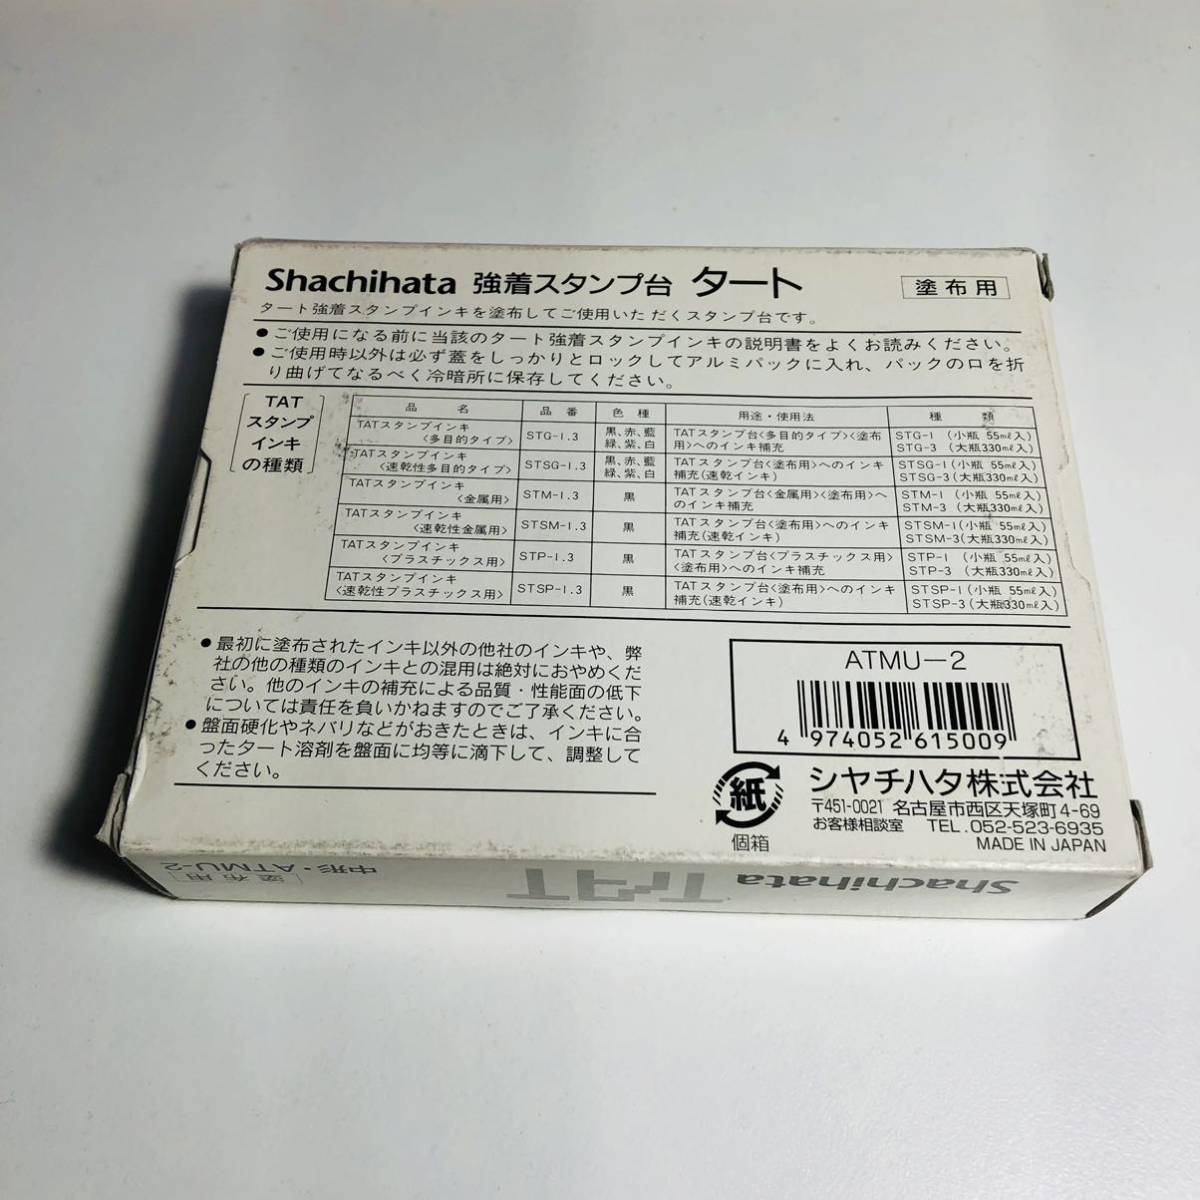 Shachihata 強着スタンプ台 タート 塗布用
タート強着スタンプインキを塗布してご使用いただくスタンプ台です。
●ご使用になる前に当該のタート強着スタンプインキの説明書をよくお読みください。
●ご使用時以外は必ず蓋をしっかりとロックしてアルミパックに入れ、パックの口を折
り曲げてなるべく冷暗所に保存してください。
TAT
スタンプ
インキ
の種類
品 名 品 番 色 種 用途・使用法 種 類
TATスタンプインキ
〈多目的タイプ〉 STG-1.3 黒、赤、藍
緑、紫、白 TATスタンプ台〈多目的タイプ〉〈塗布
用〉へのインキ補充 STG-1 (小瓶 55mℓ入)
STG-3 (大瓶330mℓ入)
TATスタンプインキ
〈速乾性多目的タイプ〉 STSG-1.3 黒、赤、藍
緑、紫、白 TATスタンプ台〈塗布用〉へのインキ
補充(速乾インキ) STSG-1(小瓶 55mℓ入)
STSG-3(大瓶330mℓ入)
TATスタンプインキ
〈金属用〉 STM-1.3 黒 TATスタンプ台〈金属用〉〈塗布用〉へ
のインキ補充 STM-1 (小瓶 55mℓ入)
STM-3 (大瓶330mℓ入)
TATスタンプインキ
〈速乾性金属用〉 STSM-1.3 黒 TATスタンプ台〈塗布用〉へのインキ
補充(速乾インキ) STSM-1(小瓶 55mℓ入)
STSM-3(大瓶330mℓ入)
TATスタンプインキ
〈プラスチックス用〉 STP-1.3 黒 TATスタンプ台〈プラスチックス用〉
〈塗布用〉へのインキ補充 STP-1 (小瓶 55mℓ入)
STP-3 (大瓶330mℓ入)
TATスタンプインキ
〈速乾性プラスチックス用〉 STSP-1.3 黒 TATスタンプ台〈塗布用〉へのインキ
補充(速乾インキ) STSP-1 (小瓶 55mℓ入)
STSP-3 (大瓶330mℓ入)
●最初に塗布されたインキ以外の他社のインキや、弊
社の他の種類のインキとの混用は絶対におやめくだ
さい。他のインキの補充による品質・性能面の低下
については責任を負いかねますのでご了承ください。
●盤面硬化やネバリなどがおきたときは、インキに合
ったタート溶剤を盤面に均等に滴下して、調整して
ください。
ATMU-2
4 974052 615009
紙
個箱
シヤチハタ株式会社
〒451-0021 名古屋市西区天塚町4-69
お客様相談室 TEL.052-523-6935
MADE IN JAPAN
Shachihata TAT
中形・ATMU-2
塗布用